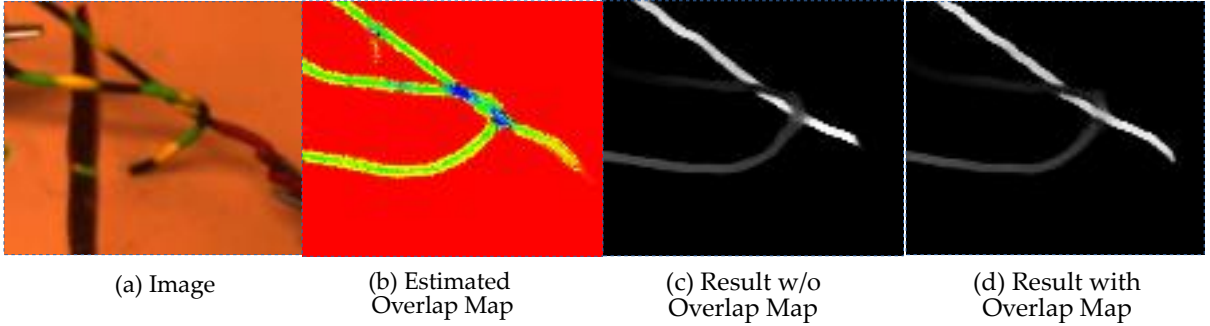 (a) Image
(b) Estimated
Overlap Map
(c) Result w/o
Overlap Map
(d) Result with
Overlap Map